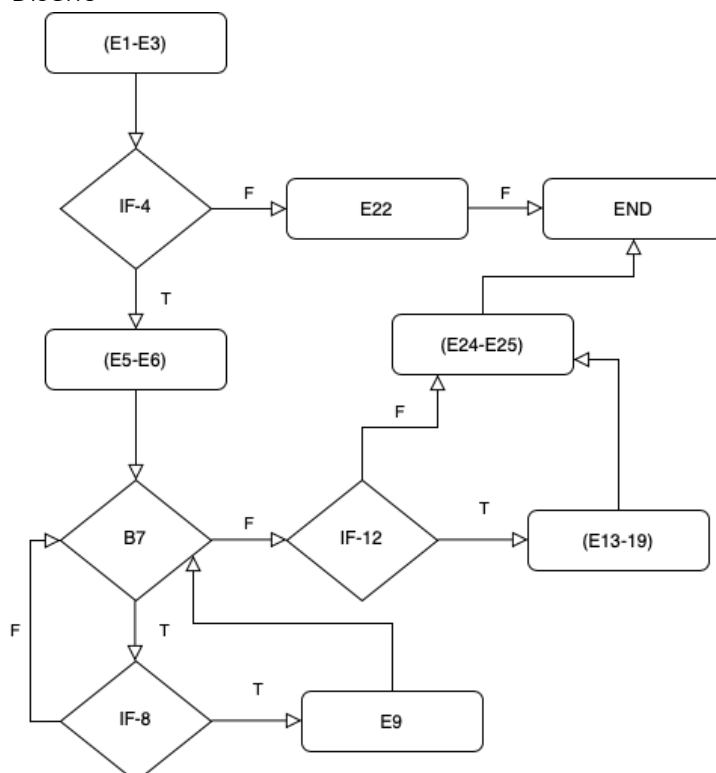 (E1-E3)
IF-4
F
E22
F
END
T
(E5-E6)
(E24-E25)
F
B7
F
IF-12
T
(E13-19)
F
T
IF-8
T
E9